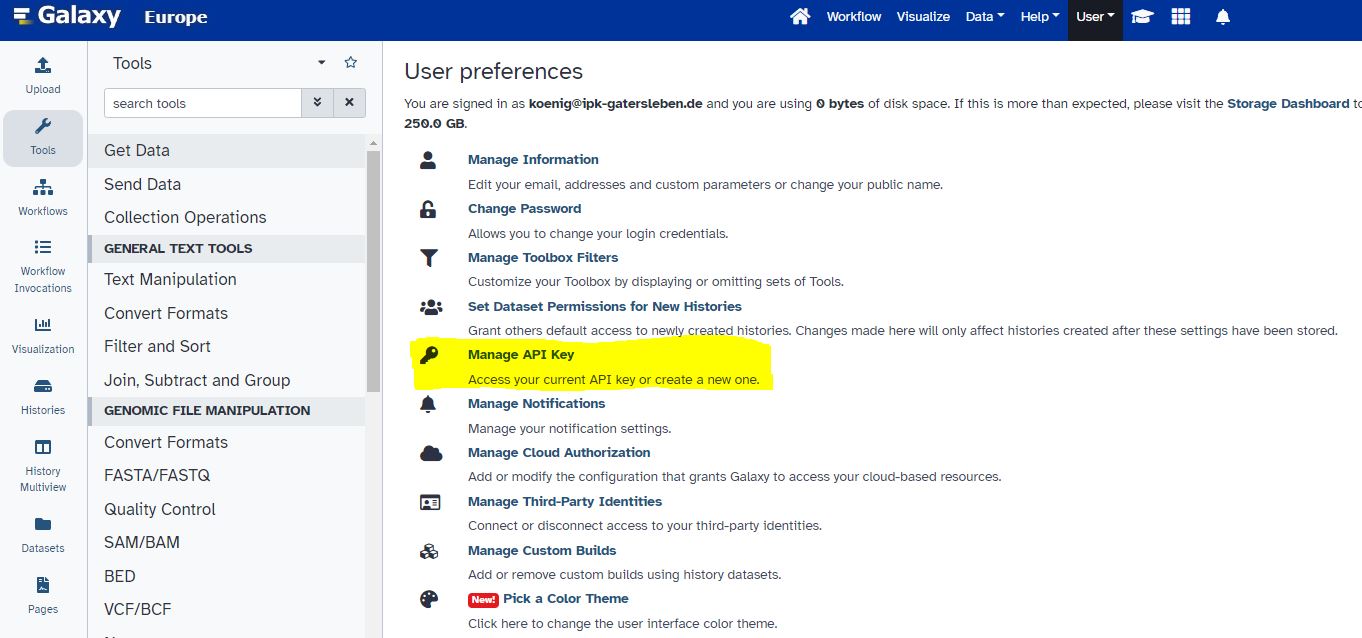 Galaxy Europe
Workflow Visualize Data Help User
Upload
Tools
Workflows
Workflow
Invocations
Visualization
Histories
History
Multiview
Datasets
Pages
Tools
search tools
Get Data
Send Data
Collection Operations
GENERAL TEXT TOOLS
Text Manipulation
Convert Formats
Filter and Sort
Join, Subtract and Group
GENOMIC FILE MANIPULATION
Convert Formats
FASTA/FASTQ
Quality Control
SAM/BAM
BED
VCF/BCF
User preferences
You are signed in as koenig@ipk-gatersleben.de and you are using 0 bytes of disk space. If this is more than expected, please visit the Storage Dashboard to
250.0 GB.
Manage Information
Edit your email, addresses and custom parameters or change your public name.
Change Password
Allows you to change your login credentials.
Manage Toolbox Filters
Customize your Toolbox by displaying or omitting sets of Tools.
Set Dataset Permissions for New Histories
Grant others default access to newly created histories. Changes made here will only affect histories created after these settings have been stored.
Manage API Key
Access your current API key or create a new one.
Manage Notifications
Manage your notification settings.
Manage Cloud Authorization
Add or modify the configuration that grants Galaxy to access your cloud-based resources.
Manage Third-Party Identities
Connect or disconnect access to your third-party identities.
Manage Custom Builds
Add or remove custom builds using history datasets.
New! Pick a Color Theme
Click here to change the user interface color theme.